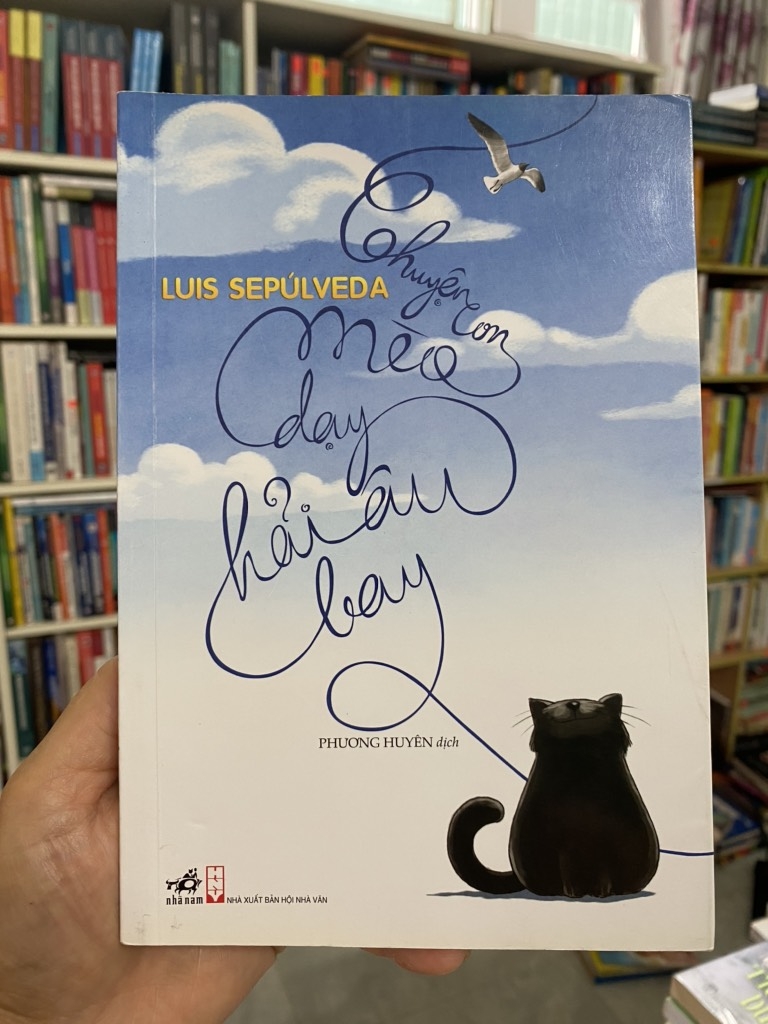 LUIS SEPÚLVEDA
Chuyện con
mèo
dạy
hải âu
bay
PHƯƠNG HUYÊN dịch
nhã nam
NHÀ XUẤT BẢN HỘI NHÀ VĂN